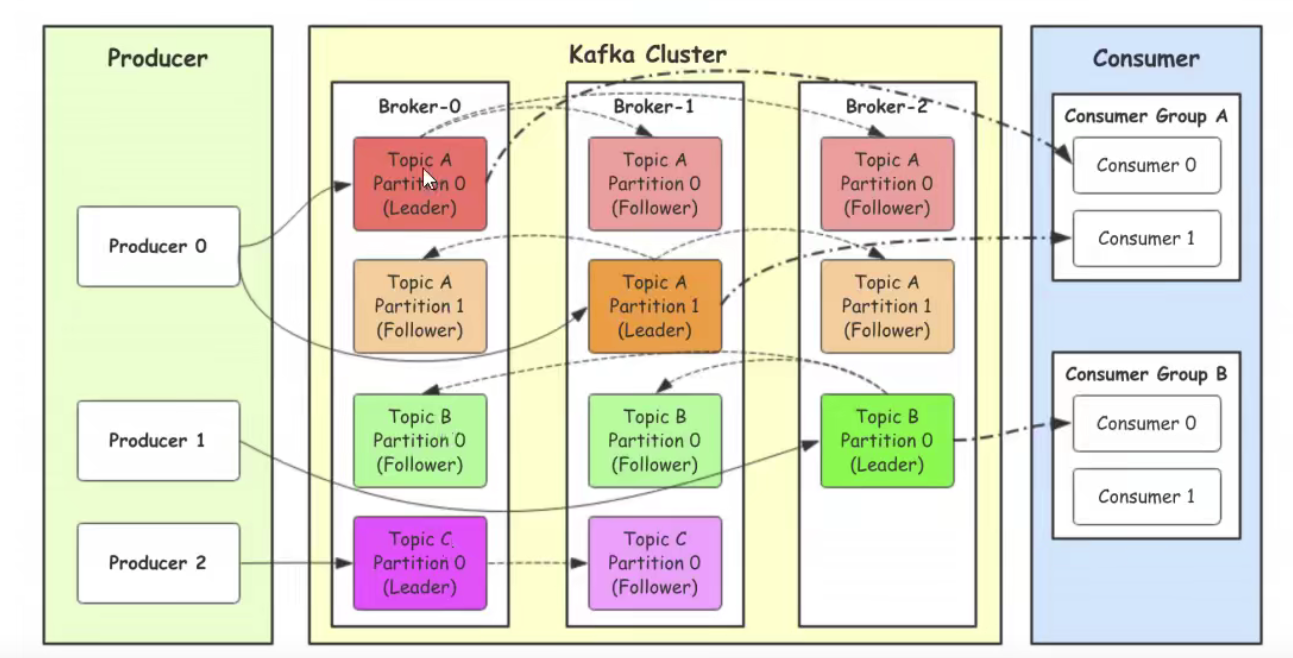 Producer
Producer 0
Producer 1
Producer 2
Kafka Cluster
Broker-0
Topic A
Partition 0
(Leader)
Topic A
Partition 1
(Follower)
Topic B
Partition 0
(Follower)
Topic C
Partition 0
(Leader)
Broker-1
Topic A
Partition 0
(Follower)
Topic A
Partition 1
(Leader)
Topic B
Partition 0
(Follower)
Topic C
Partition 0
(Follower)
Broker-2
Topic A
Partition 0
(Follower)
Topic A
Partition 1
(Follower)
Topic B
Partition 0
(Leader)
Consumer
Consumer Group A
Consumer 0
Consumer 1
Consumer Group B
Consumer 0
Consumer 1